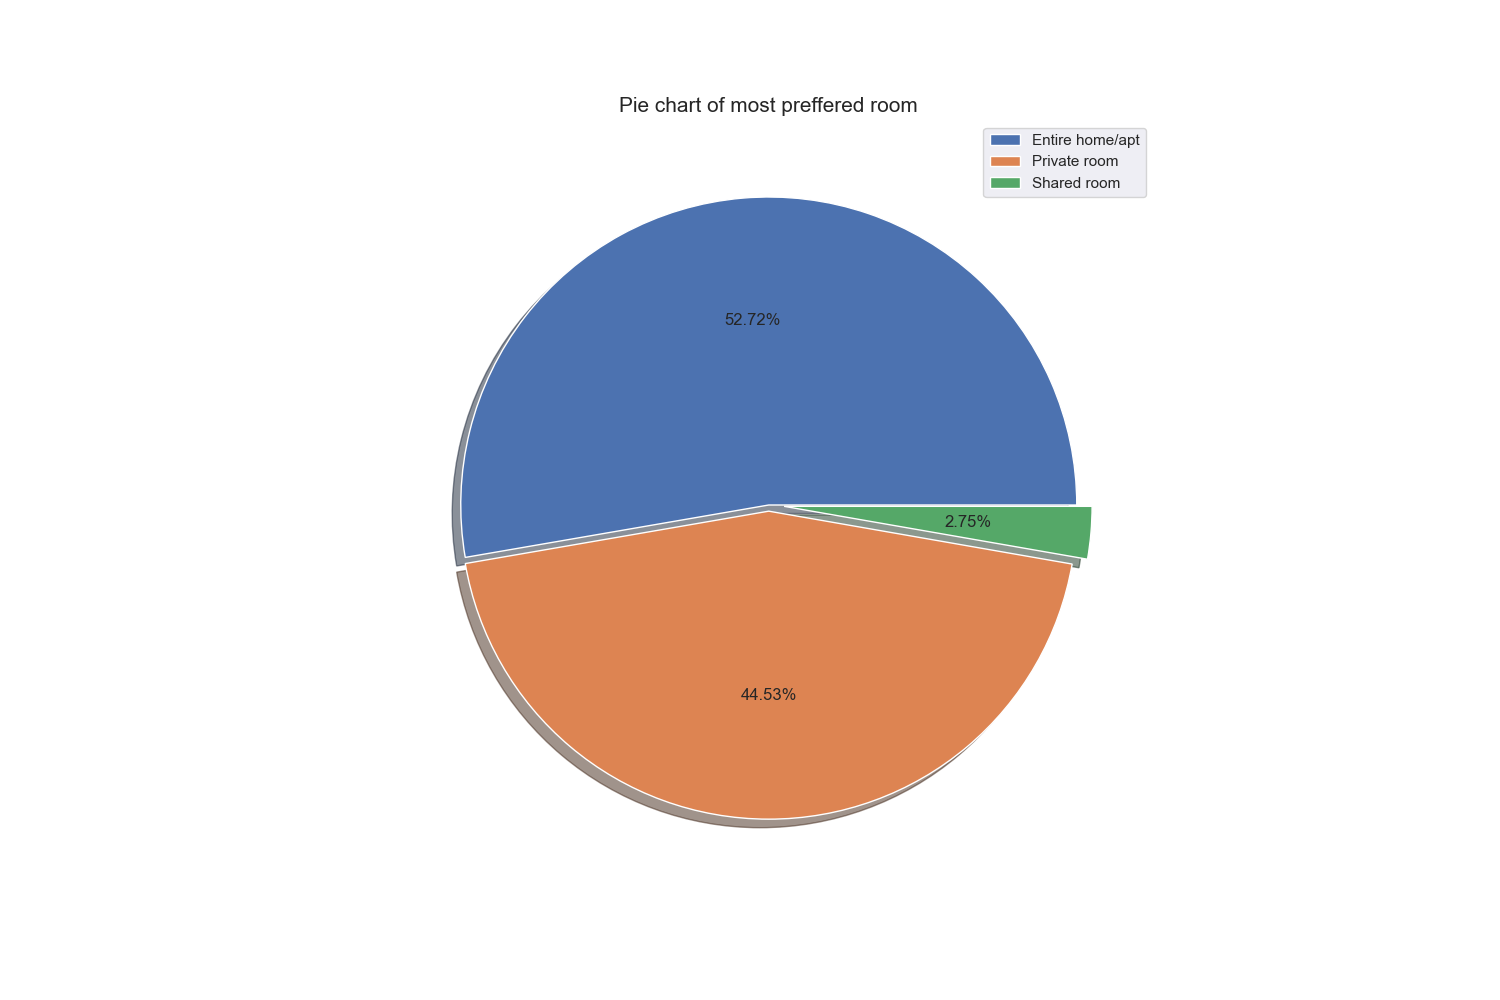 Pie chart of most preffered room
Entire home/apt
Private room
Shared room
52.72%
2.75%
44.53%